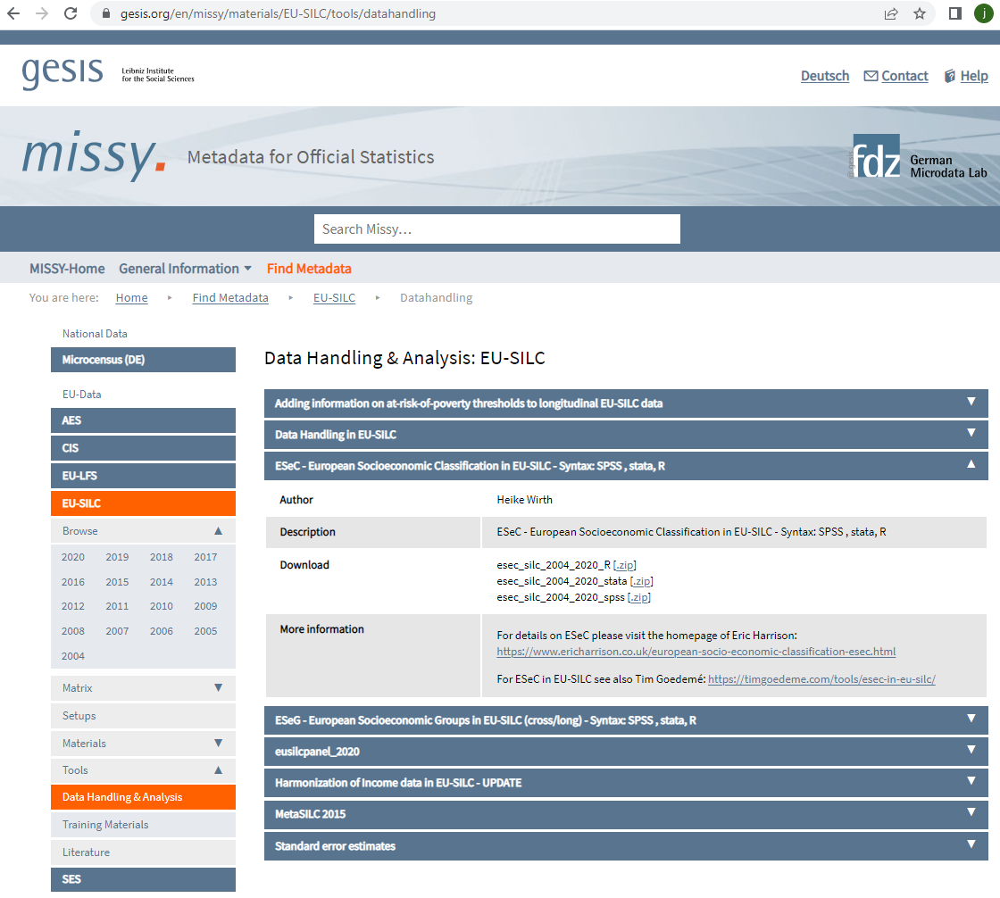 gesis.org/en/missy/materials/EU-SILC/tools/datahandling
j
gesis
Leibniz Institute
for the Social Sciences
Deutsch Contact Help
missy.
Metadata for Official Statistics
@gesis
fdz
German
Microdata Lab
Search Missy…
MISSY-Home General Information Find Metadata
You are here: Home Find Metadata EU-SILC Datahandling
National Data
Microcensus (DE)
EU-Data
AES
CIS
EU-LFS
EU-SILC
Browse
2020 2019 2018 2017
2016 2015 2014 2013
2012 2011 2010 2009
2008 2007 2006 2005
2004
Matrix
Setups
Materials
Tools
Data Handling & Analysis
Training Materials
Literature
SES
Data Handling & Analysis: EU-SILC
Adding information on at-risk-of-poverty thresholds to longitudinal EU-SILC data
Data Handling in EU-SILC
ESeC - European Socioeconomic Classification in EU-SILC - Syntax: SPSS , stata, R
Author Heike Wirth
Description ESeC - European Socioeconomic Classification in EU-SILC - Syntax: SPSS , stata, R
Download esec_silc_2004_2020_R [.zip]
esec_silc_2004_2020_stata [.zip]
esec_silc_2004_2020_spss [.zip]
More information For details on ESeC please visit the homepage of Eric Harrison:
https://www.ericharrison.co.uk/european-socio-economic-classification-esec.html
For ESeC in EU-SILC see also Tim Goedemé: https://timgoedeme.com/tools/esec-in-eu-silc/
ESeG - European Socioeconomic Groups in EU-SILC (cross/long) - Syntax: SPSS , stata, R
eusilcpanel_2020
Harmonization of Income data in EU-SILC - UPDATE
MetaSILC 2015
Standard error estimates